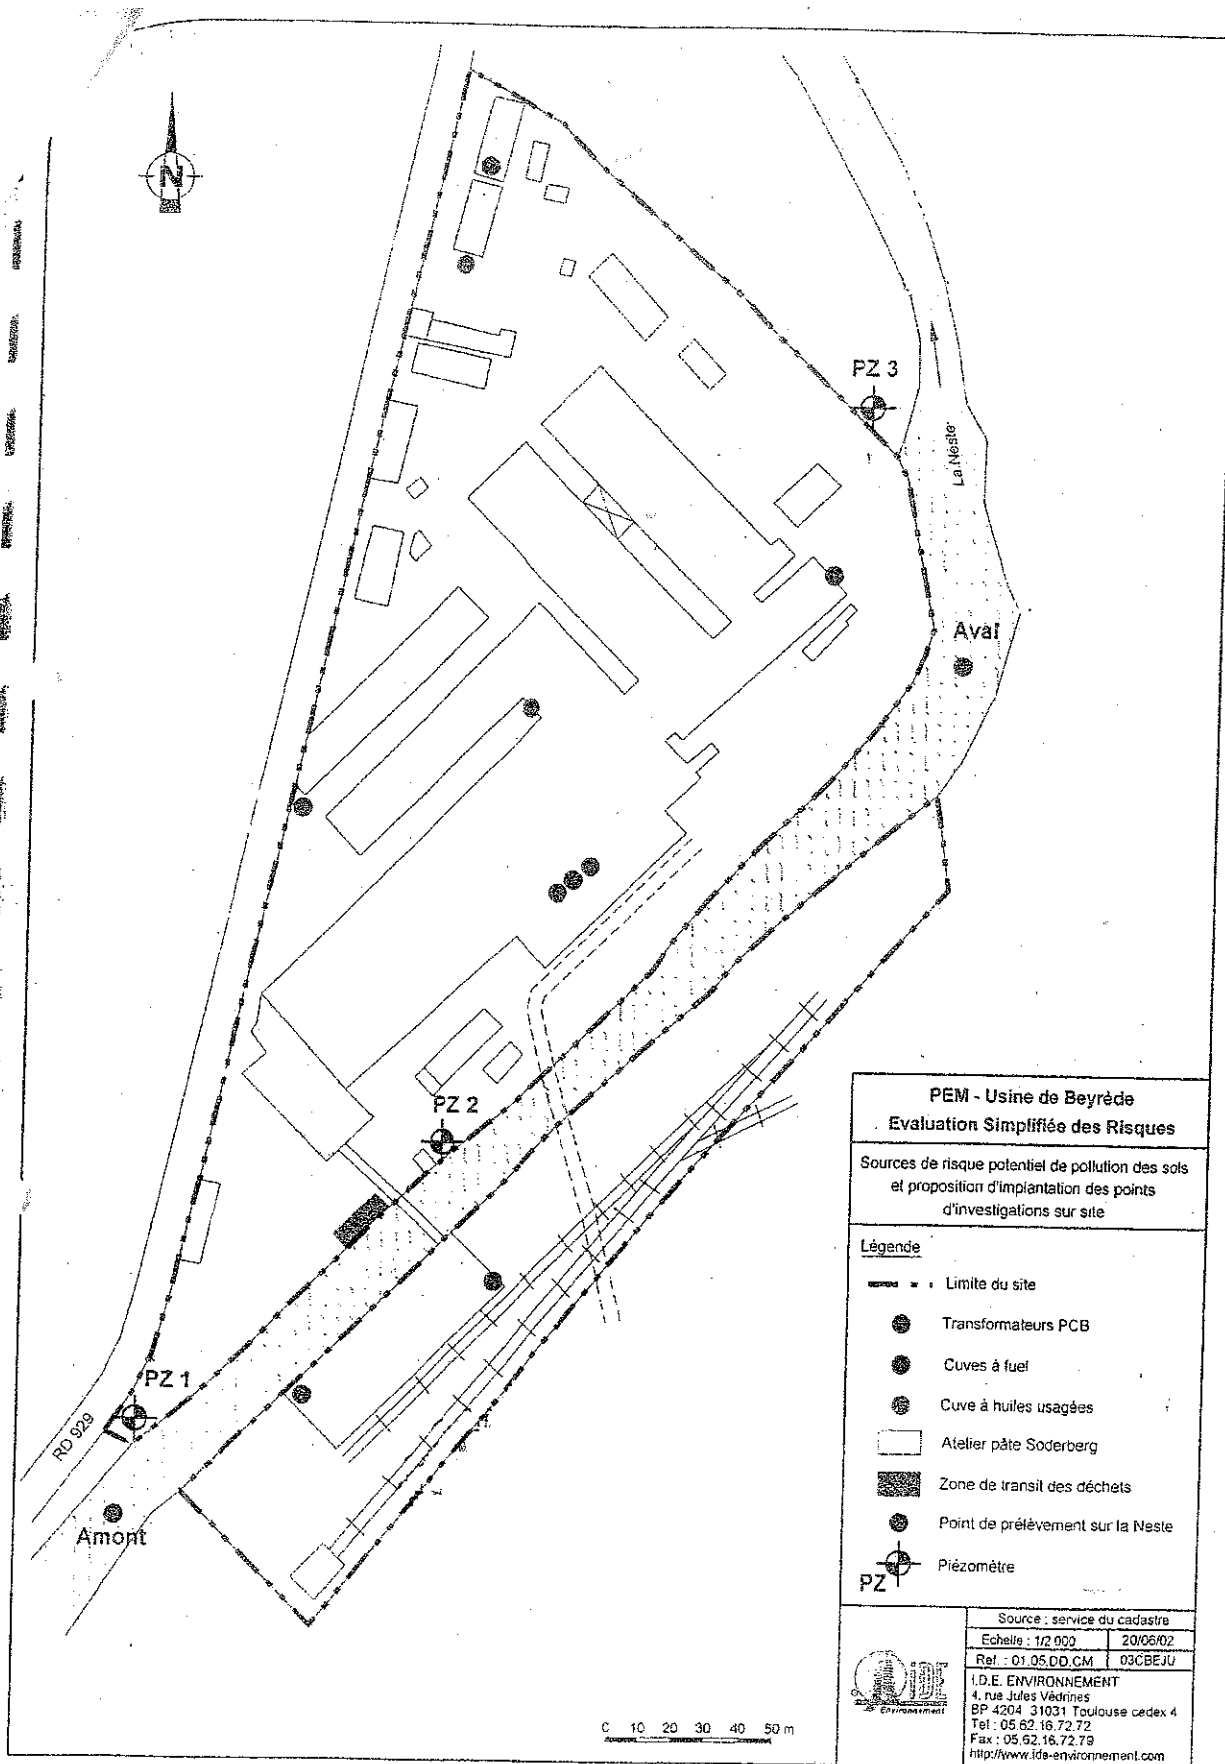 N
PZ 3
La Neste
Aval
PZ 2
PZ 1
RD 929
Amont
PEM - Usine de Beyrède
Evaluation Simplifiée des Risques
Sources de risque potentiel de pollution des sols
et proposition d'implantation des points
d'investigations sur site
Légende
Limite du site
Transformateurs PCB
Cuves à fuel
Cuve à huiles usagées
Atelier pâte Soderberg
Zone de transit des déchets
Point de prélèvement sur la Neste
PZ Piézomètre
Source : service du cadastre
Echelle : 1/2 000 20/06/02
Ref. : 01.05.DD.CM 03CBEJU
IDE
Environnement
I.D.E. ENVIRONNEMENT
4, rue Jules Védrines
BP 4204 31031 Toulouse cedex 4
Tel : 05.62.16.72.72
Fax : 05.62.16.72.79
http://www.ide-environnement.com
0 10 20 30 40 50 m